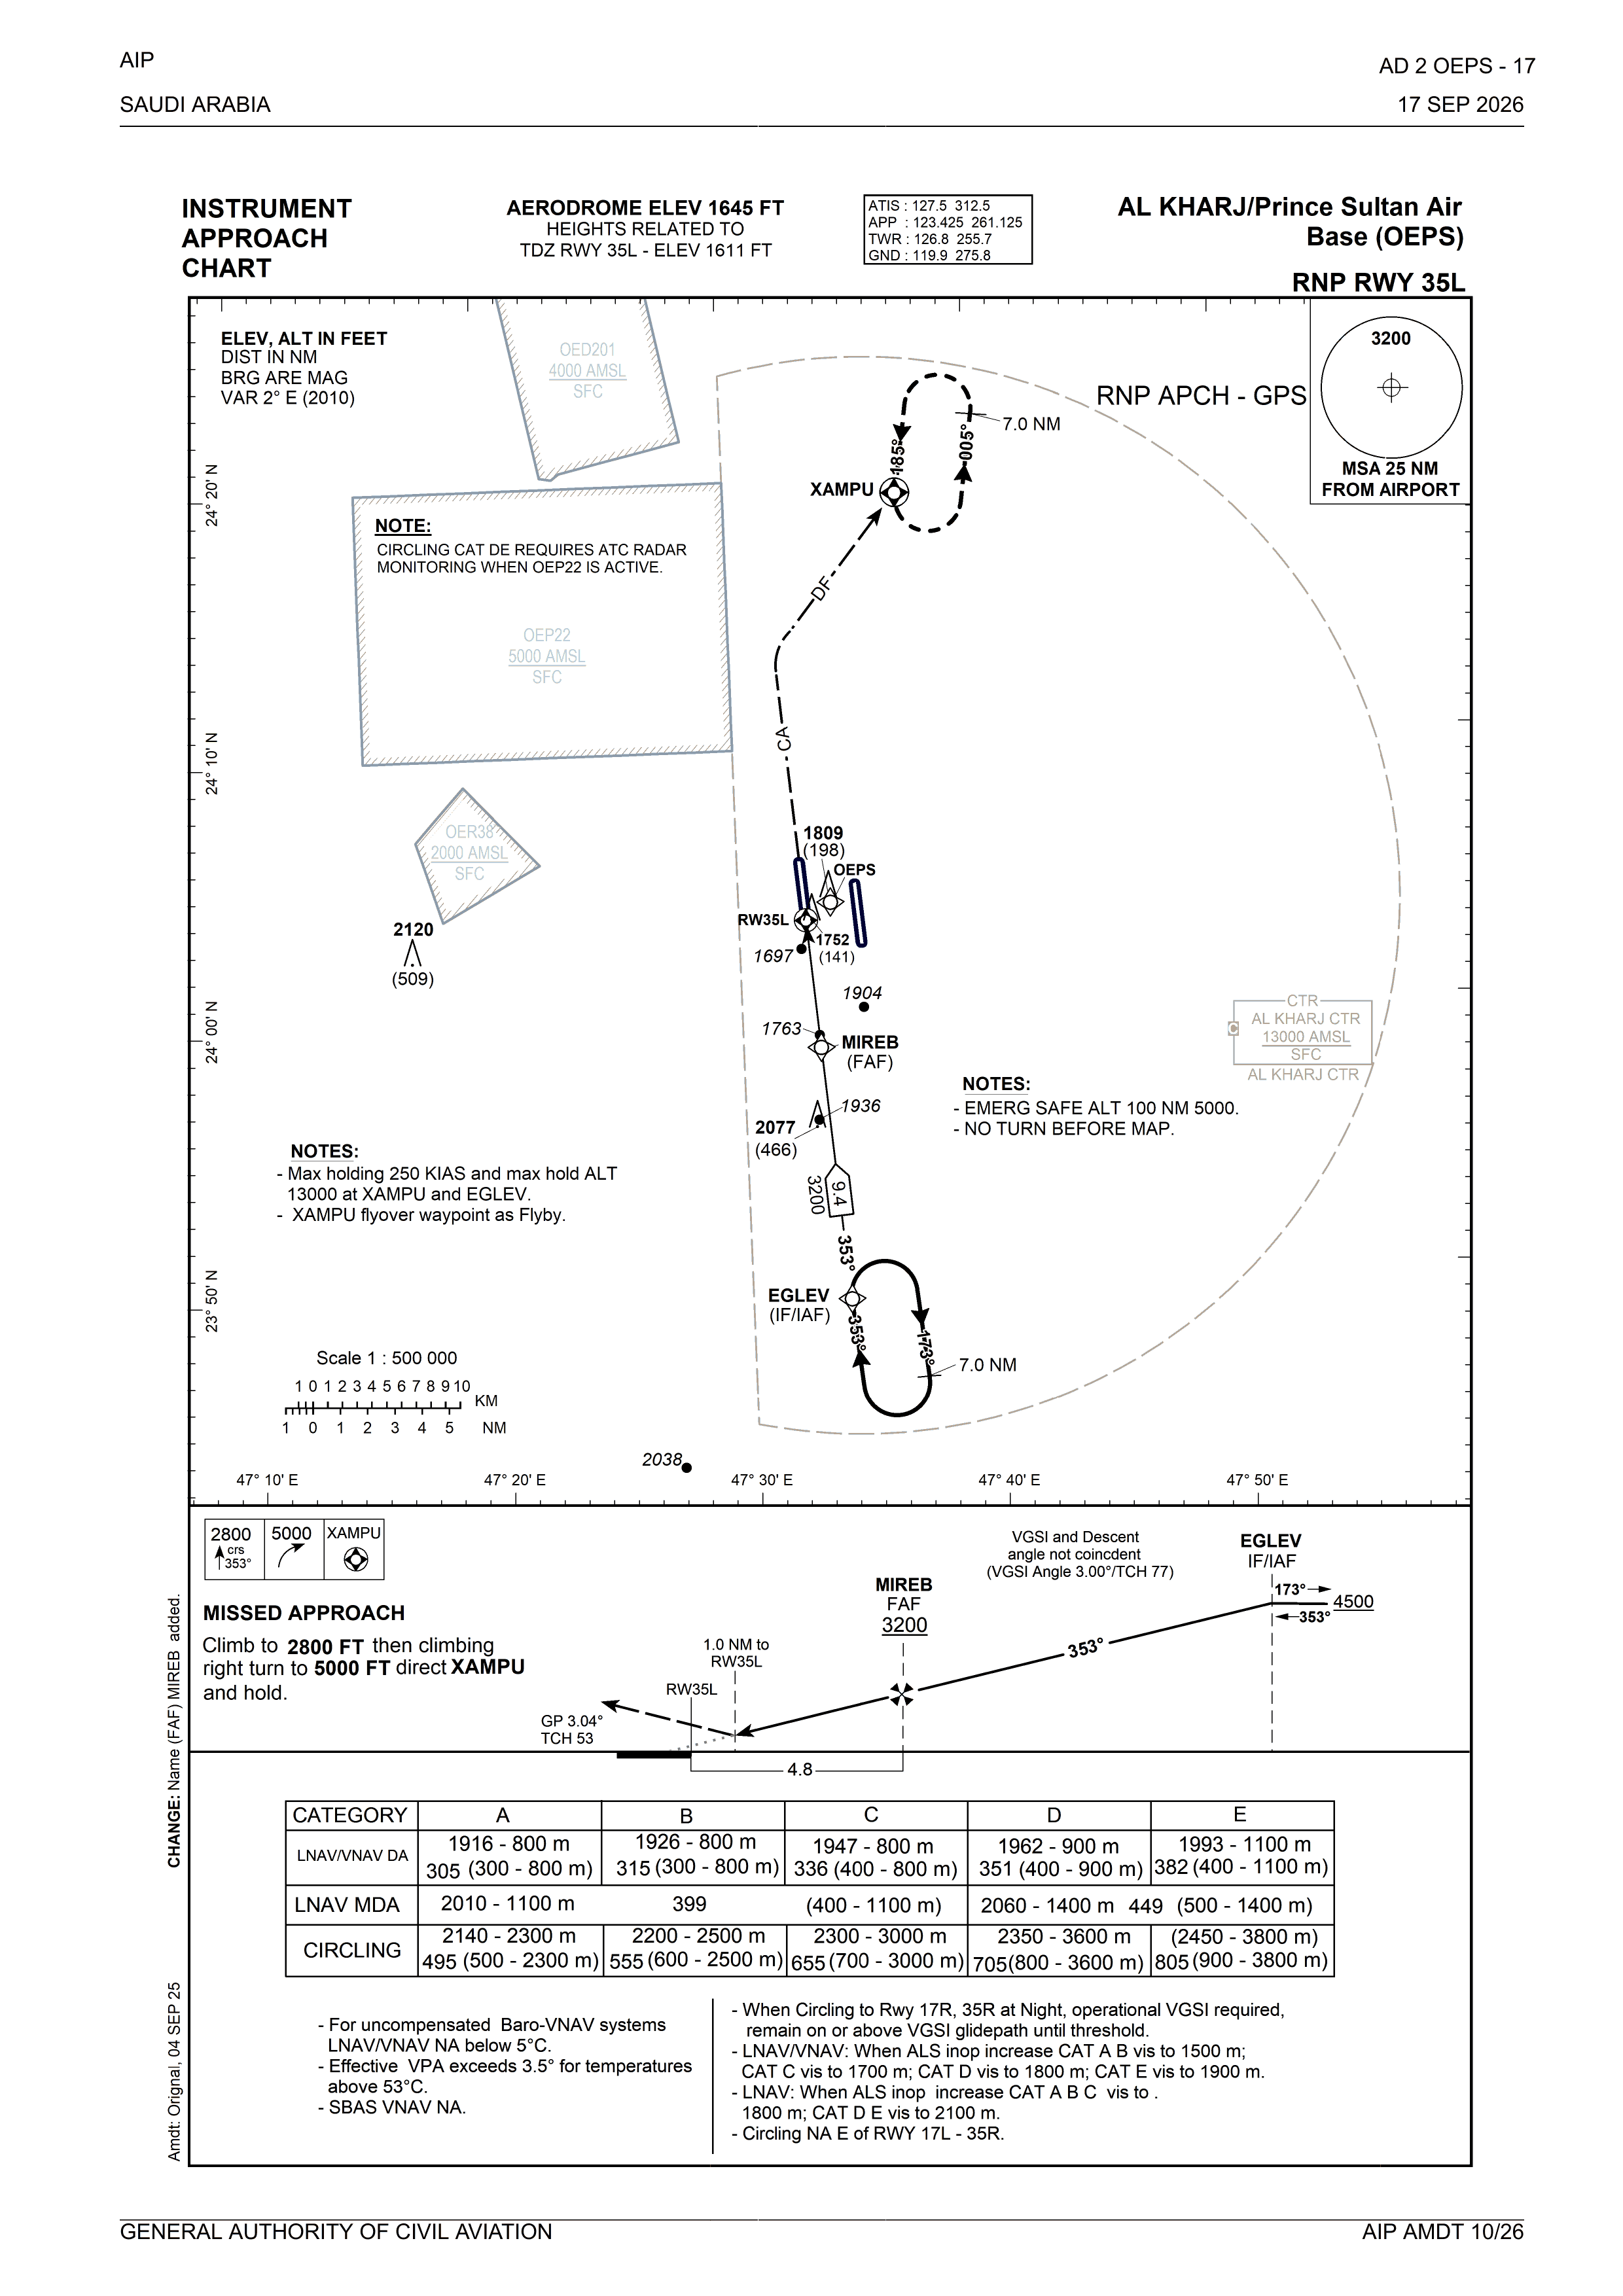 AIP
AD 2 OEPS - 17
SAUDI ARABIA
17 SEP 2026
INSTRUMENT
APPROACH
CHART
AERODROME ELEV 1645 FT
HEIGHTS RELATED TO
TDZ RWY 35L - ELEV 1611 FT
ATIS : 127.5 312.5
APP : 123.425 261.125
TWR : 126.8 255.7
GND : 119.9 275.8
AL KHARJ/Prince Sultan Air
Base (OEPS)
RNP RWY 35L
ELEV, ALT IN FEET
DIST IN NM
BRG ARE MAG
VAR 2° E (2010)
OED201
4000 AMSL
SFC
RNP APCH - GPS
3200
MSA 25 NM
FROM AIRPORT
7.0 NM
005°
185°
XAMPU
24° 20' N
NOTE:
CIRCLING CAT DE REQUIRES ATC RADAR
MONITORING WHEN OEP22 IS ACTIVE.
DF
OEP22
5000 AMSL
SFC
CA
24° 10' N
OER38
2000 AMSL
SFC
1809
(198)
OEPS
RW35L
1752
(141)
1697
2120
(509)
1904
1763
MIREB
(FAF)
24° 00' N
CTR
AL KHARJ CTR
C
13000 AMSL
SFC
AL KHARJ CTR
NOTES:
- EMERG SAFE ALT 100 NM 5000.
- NO TURN BEFORE MAP.
1936
2077
(466)
NOTES:
- Max holding 250 KIAS and max hold ALT
13000 at XAMPU and EGLEV.
- XAMPU flyover waypoint as Flyby.
9.4
3200
353°
EGLEV
(IF/IAF)
353°
173°
7.0 NM
23° 50' N
Scale 1 : 500 000
1 0 1 2 3 4 5 6 7 8 9 10
KM
1 0 1 2 3 4 5 NM
2038
47° 10' E
47° 20' E
47° 30' E
47° 40' E
47° 50' E
2800
crs
353°
5000
XAMPU
MISSED APPROACH
Climb to 2800 FT then climbing
right turn to 5000 FT direct XAMPU
and hold.
VGSI and Descent
angle not coincdent
(VGSI Angle 3.00°/TCH 77)
EGLEV
IF/IAF
173°
4500
353°
MIREB
FAF
3200
353°
1.0 NM to
RW35L
RW35L
GP 3.04°
TCH 53
4.8
CATEGORY A B C D E
LNAV/VNAV DA
1916 - 800 m 1926 - 800 m 1947 - 800 m 1962 - 900 m 1993 - 1100 m
305 (300 - 800 m) 315 (300 - 800 m) 336 (400 - 800 m) 351 (400 - 900 m) 382 (400 - 1100 m)
LNAV MDA 2010 - 1100 m 399 (400 - 1100 m) 2060 - 1400 m 449 (500 - 1400 m)
CIRCLING
2140 - 2300 m 2200 - 2500 m 2300 - 3000 m 2350 - 3600 m (2450 - 3800 m)
495 (500 - 2300 m) 555 (600 - 2500 m) 655 (700 - 3000 m) 705(800 - 3600 m) 805 (900 - 3800 m)
- For uncompensated Baro-VNAV systems
LNAV/VNAV NA below 5°C.
- Effective VPA exceeds 3.5° for temperatures
above 53°C.
- SBAS VNAV NA.
- When Circling to Rwy 17R, 35R at Night, operational VGSI required,
remain on or above VGSI glidepath until threshold.
- LNAV/VNAV: When ALS inop increase CAT A B vis to 1500 m;
CAT C vis to 1700 m; CAT D vis to 1800 m; CAT E vis to 1900 m.
- LNAV: When ALS inop increase CAT A B C vis to .
1800 m; CAT D E vis to 2100 m.
- Circling NA E of RWY 17L - 35R.
CHANGE: Name (FAF) MIREB added.
Amdt: Orignal, 04 SEP 25
GENERAL AUTHORITY OF CIVIL AVIATION
AIP AMDT 10/26